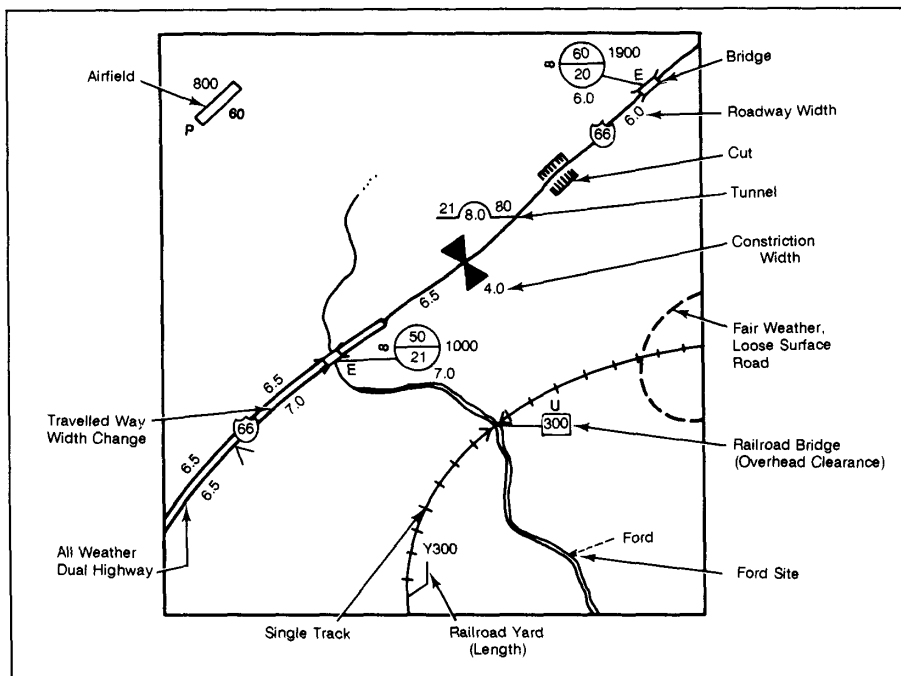 60
8
1900
20
E
6.0
Bridge
Airfield
800
60
P
6.0
Roadway Width
66
Cut
21
8.0
80
Tunnel
Constriction
Width
4.0
6.5
Fair Weather,
Loose Surface
Road
50
8
1000
21
E
7.0
6.5
7.0
Travelled Way
Width Change
66
U
300
Railroad Bridge
(Overhead Clearance)
6.5
6.5
All Weather
Dual Highway
Y300
Ford
Ford Site
Single Track
Railroad Yard
(Length)